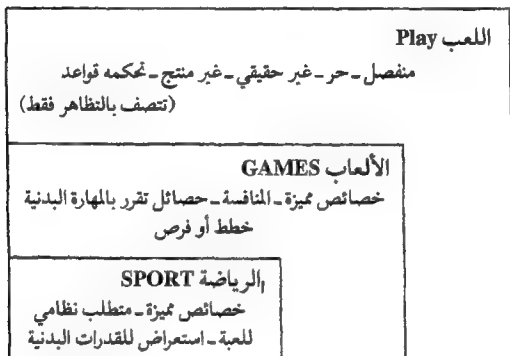 اللعب Play
منفصل ـ حر ـ غير حقيقي ـ غير منتج ـ تحكمه قواعد
(تتصف بالتظاهر فقط)
الألعاب GAMES
خصائص مميزة ـ المنافسة ـ حصائل تقرر بالمهارة البدنية
خطط أو فرص
الرياضة SPORT
خصائص مميزة ـ متطلب نظامي
للعبة ـ استعراض للقدرات البدنية